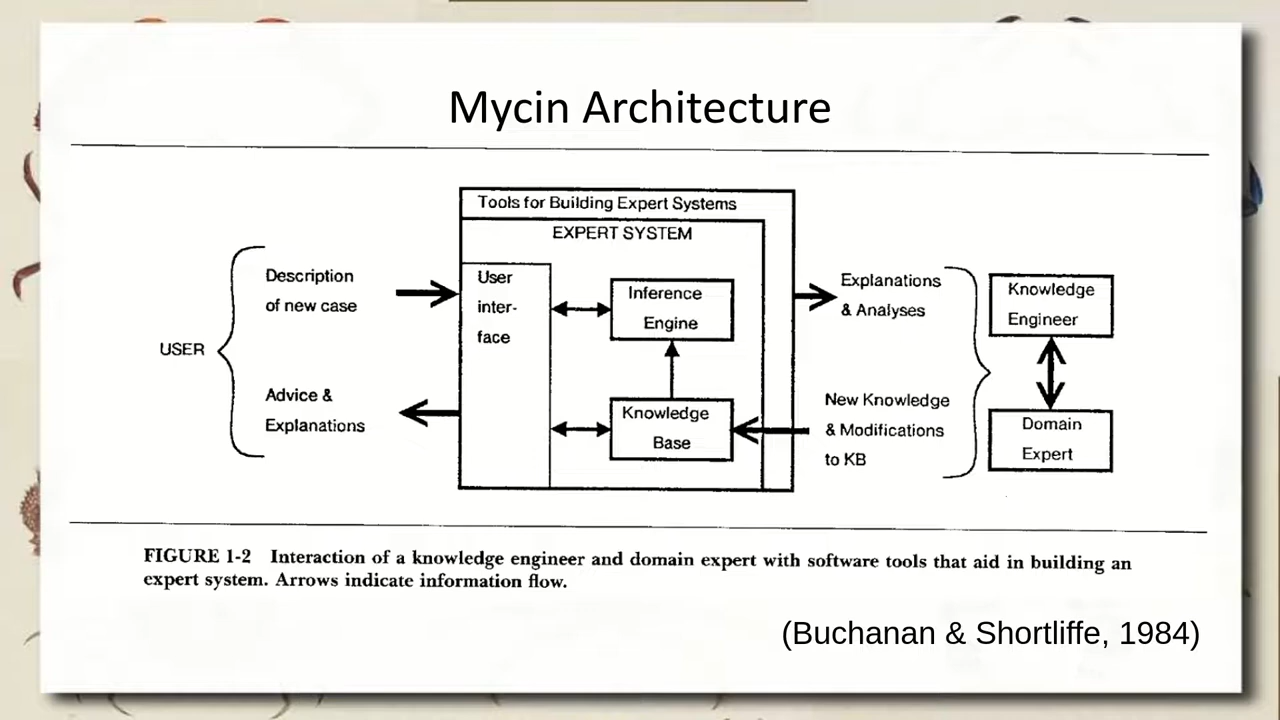 Mycin Architecture
Tools for Building Expert Systems
EXPERT SYSTEM
USER
Description
of new case
Advice &
Explanations
User
inter-
face
Inference
Engine
Knowledge
Base
Explanations
& Analyses
New Knowledge
& Modifications
to KB
Knowledge
Engineer
Domain
Expert
FIGURE 1-2 Interaction of a knowledge engineer and domain expert with software tools that aid in building an
expert system. Arrows indicate information flow.
(Buchanan & Shortliffe, 1984)